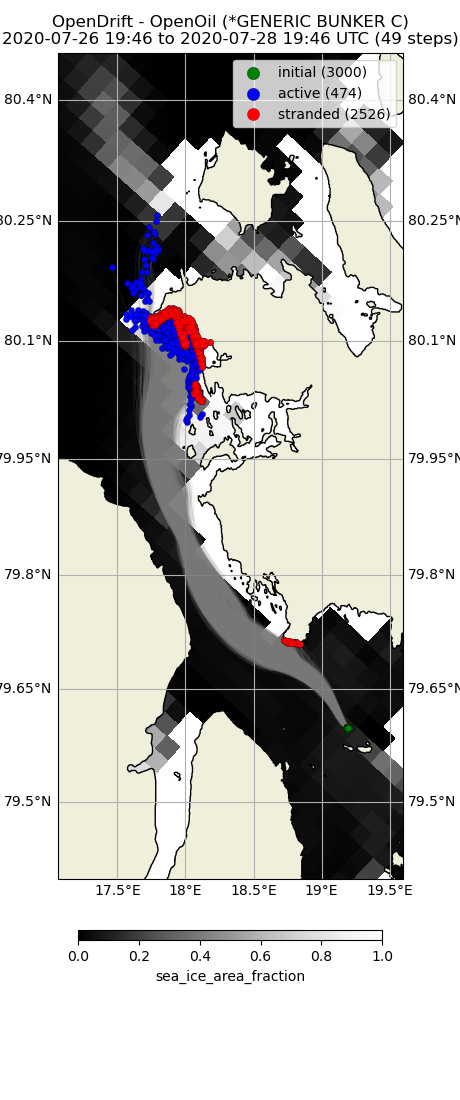 OpenDrift - OpenOil (*GENERIC BUNKER C)
2020-07-26 19:46 to 2020-07-28 19:46 UTC (49 steps)
initial (3000)
active (474)
stranded (2526)
80.4°N 80.4°N
80.25°N 80.25°N
80.1°N 80.1°N
79.95°N 79.95°N
79.8°N 79.8°N
79.65°N 79.65°N
79.5°N 79.5°N
17.5°E 18°E 18.5°E 19°E 19.5°E
0.0 0.2 0.4 0.6 0.8 1.0
sea_ice_area_fraction